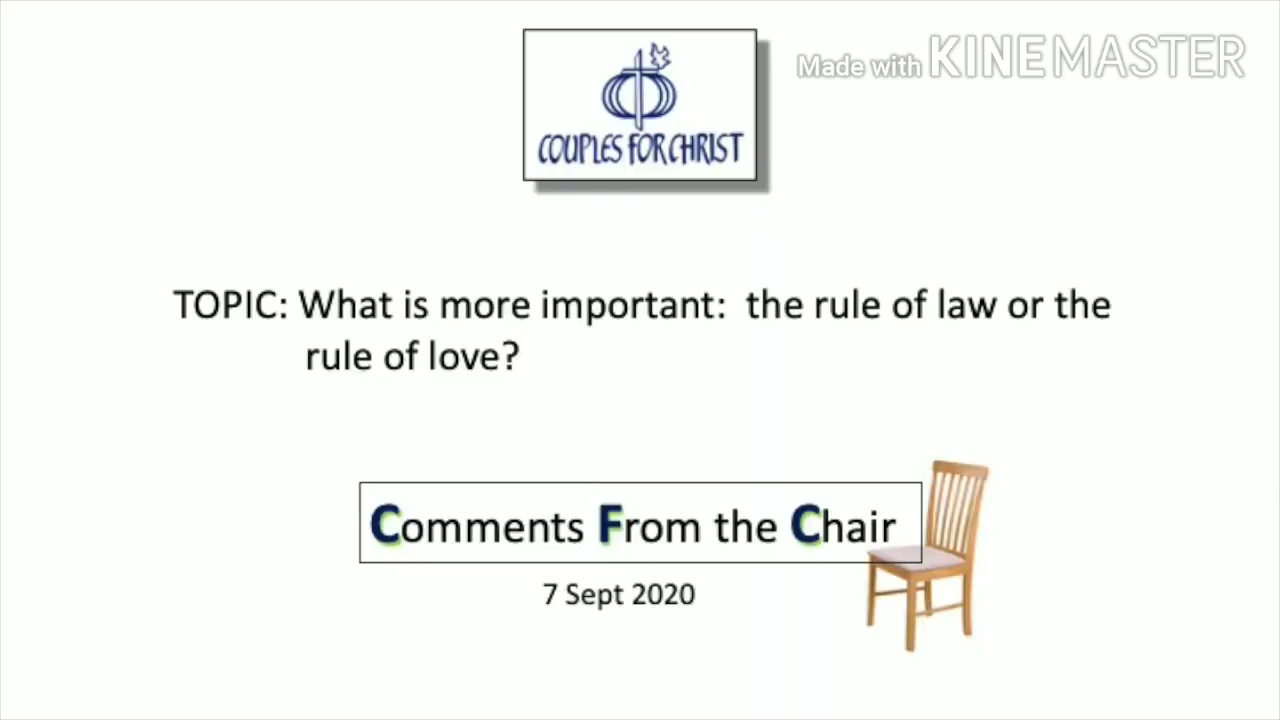 Made with KINEMASTER
COUPLES FOR CHRIST
TOPIC: What is more important:  the rule of law or the
rule of love?
Comments From the Chair
7 Sept 2020